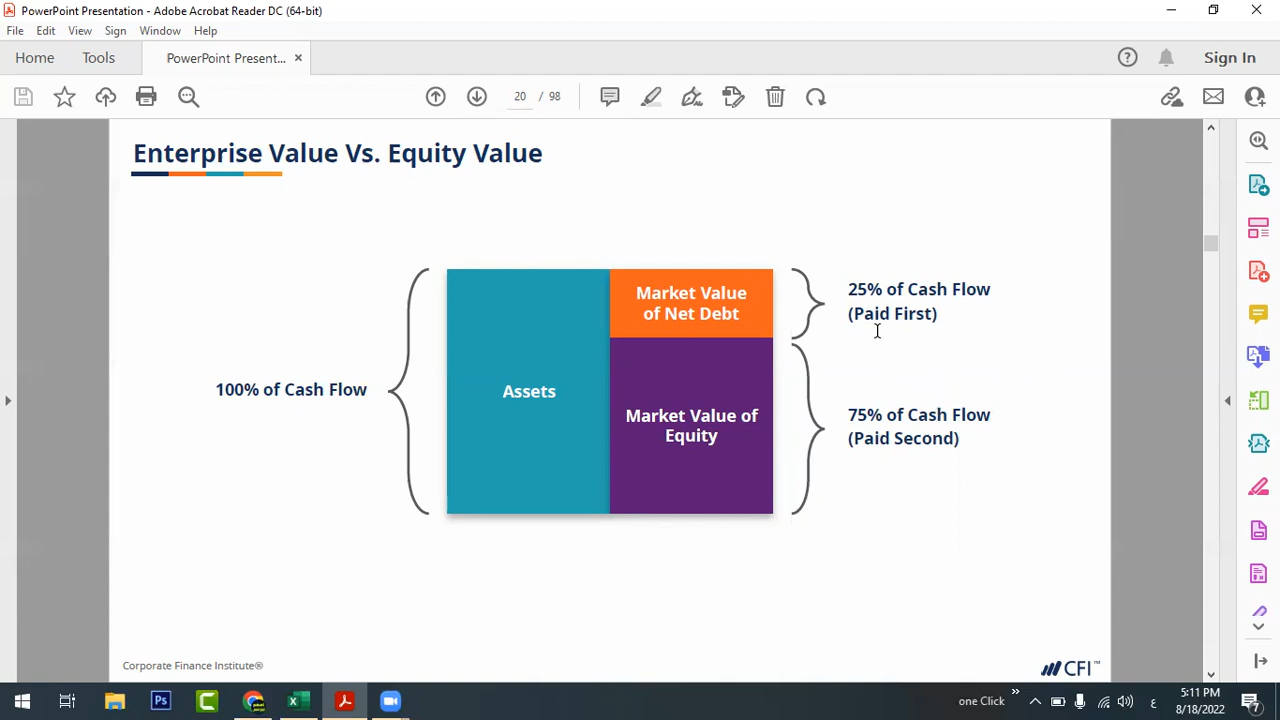 PowerPoint Presentation - Adobe Acrobat Reader DC (64-bit)
File Edit View Sign Window Help
Home Tools PowerPoint Present... × Sign In
20 / 98
Enterprise Value Vs. Equity Value
Market Value
of Net Debt
25% of Cash Flow
(Paid First)
100% of Cash Flow
Assets
Market Value of
Equity
75% of Cash Flow
(Paid Second)
Corporate Finance Institute®
CFI™
Ps
one Click
ع
5:11 PM
8/18/2022
7